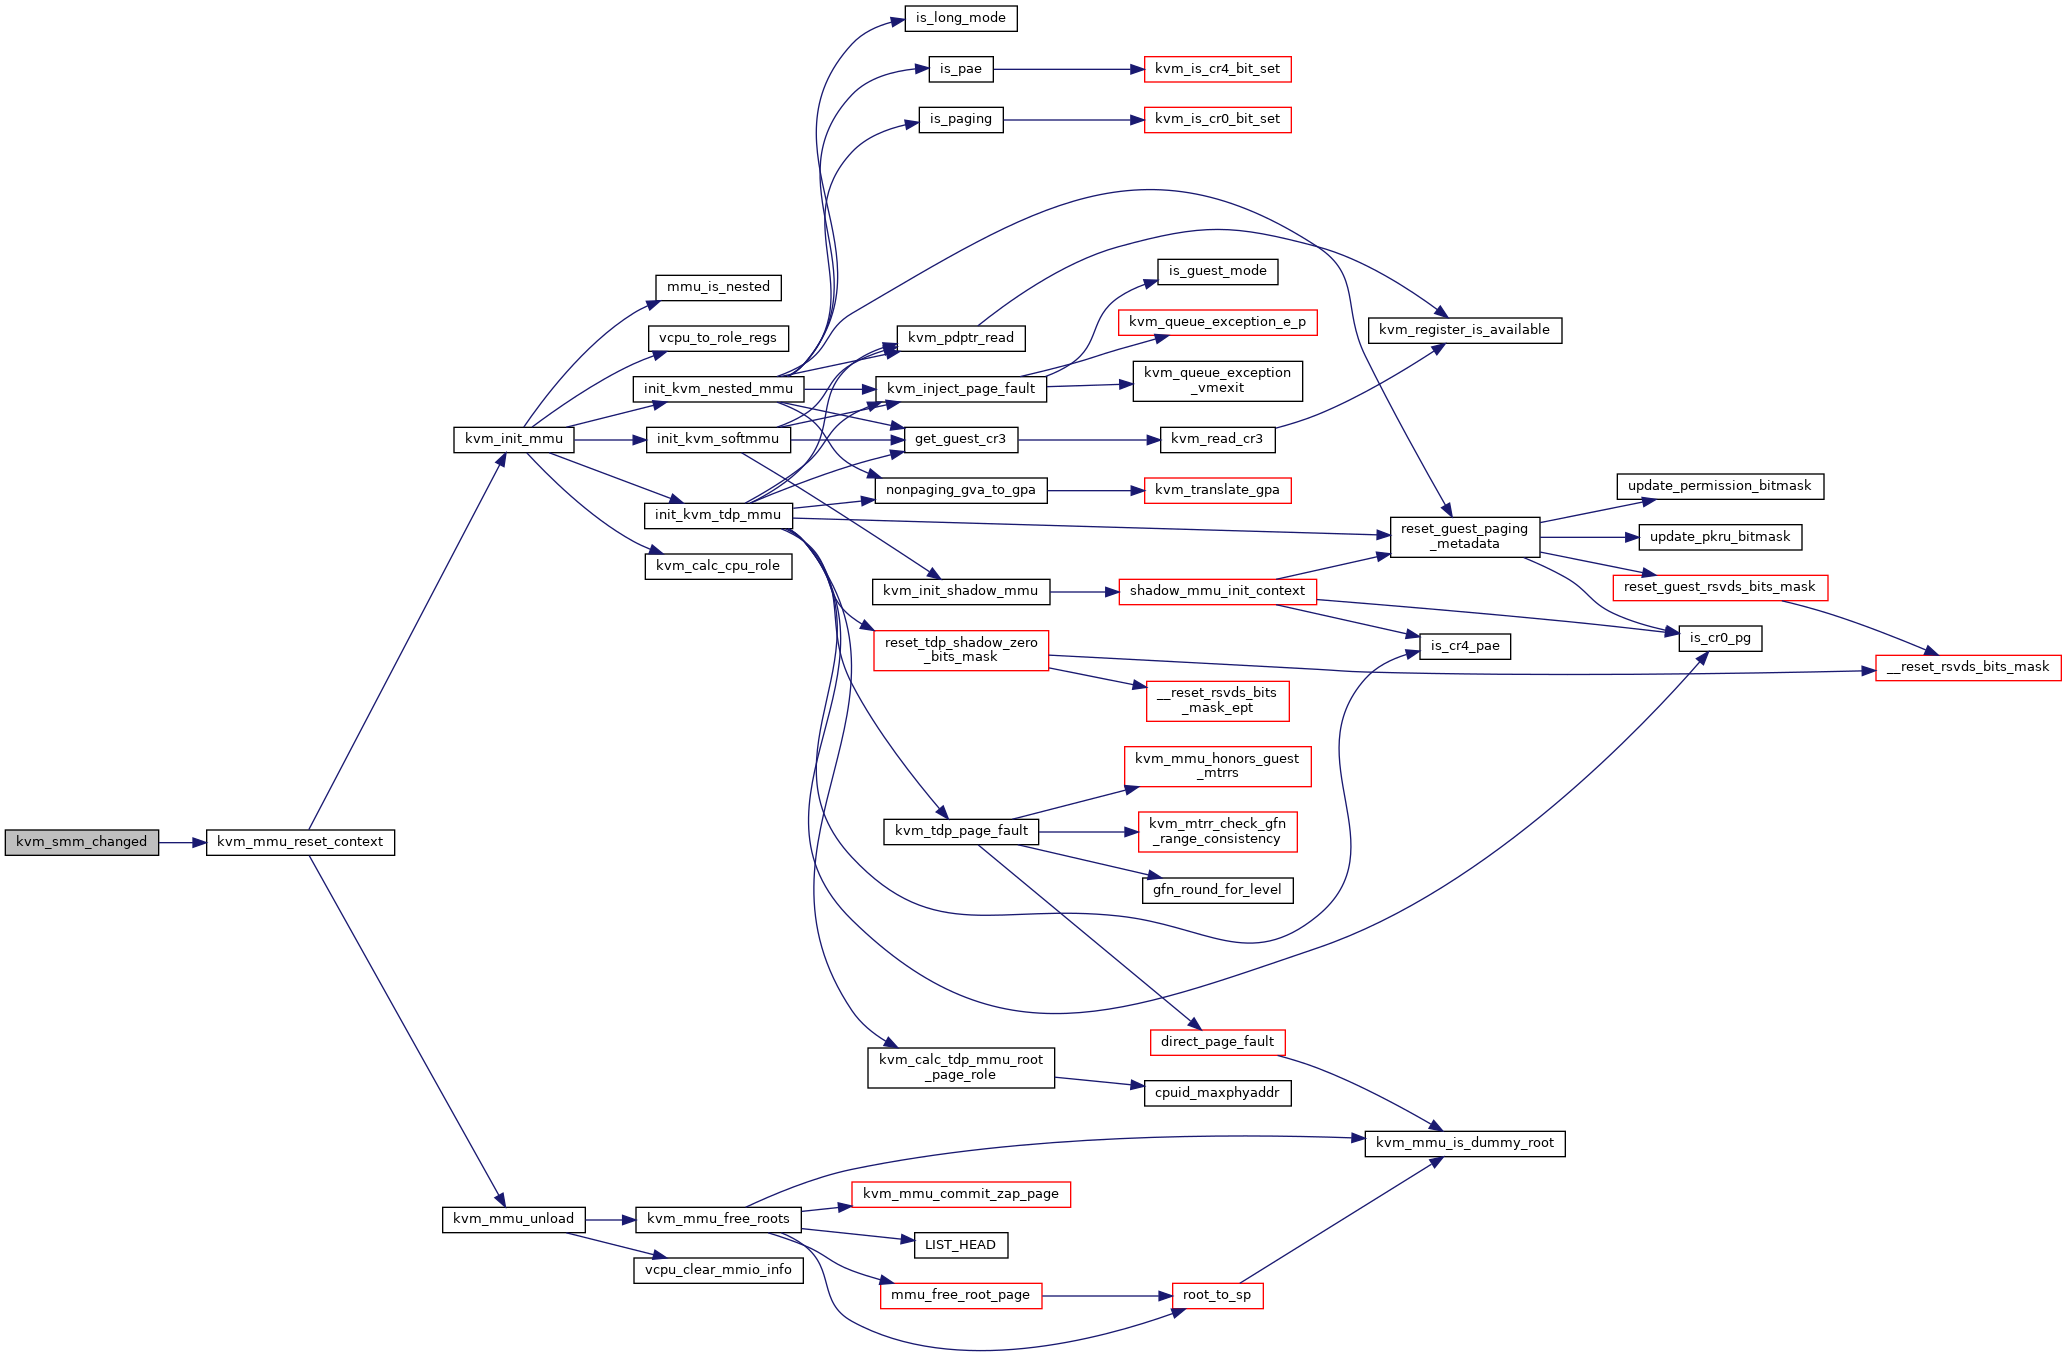 is_long_mode
is_pae
kvm_is_cr4_bit_set
is_paging
kvm_is_cr0_bit_set
is_guest_mode
mmu_is_nested
kvm_queue_exception_e_p
kvm_register_is_available
vcpu_to_role_regs
kvm_pdptr_read
kvm_queue_exception
_vmexit
init_kvm_nested_mmu
kvm_inject_page_fault
kvm_init_mmu
init_kvm_softmmu
get_guest_cr3
kvm_read_cr3
nonpaging_gva_to_gpa
kvm_translate_gpa
update_permission_bitmask
init_kvm_tdp_mmu
reset_guest_paging
_metadata
update_pkru_bitmask
kvm_calc_cpu_role
kvm_init_shadow_mmu
shadow_mmu_init_context
reset_guest_rsvds_bits_mask
is_cr0_pg
is_cr4_pae
reset_tdp_shadow_zero
_bits_mask
__reset_rsvds_bits_mask
__reset_rsvds_bits
_mask_ept
kvm_mmu_honors_guest
_mtrrs
kvm_tdp_page_fault
kvm_mtrr_check_gfn
_range_consistency
kvm_smm_changed
kvm_mmu_reset_context
gfn_round_for_level
direct_page_fault
kvm_calc_tdp_mmu_root
_page_role
cpuid_maxphyaddr
kvm_mmu_is_dummy_root
kvm_mmu_commit_zap_page
kvm_mmu_unload
kvm_mmu_free_roots
LIST_HEAD
vcpu_clear_mmio_info
mmu_free_root_page
root_to_sp